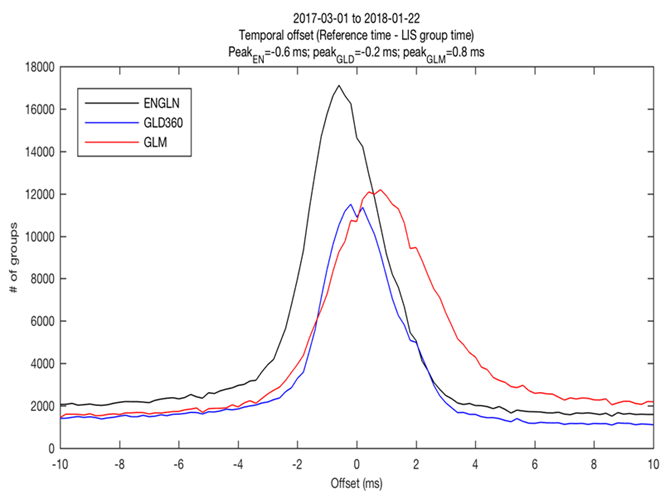 2017-03-01 to 2018-01-22
Temporal offset (Reference time - LIS group time)
PeakEN=-0.6 ms; peakGLD=-0.2 ms; peakGLM=0.8 ms
18000
16000
14000
12000
10000
8000
6000
4000
2000
0
# of groups
ENGLN
GLD360
GLM
-10 -8 -6 -4 -2 0 2 4 6 8 10
Offset (ms)